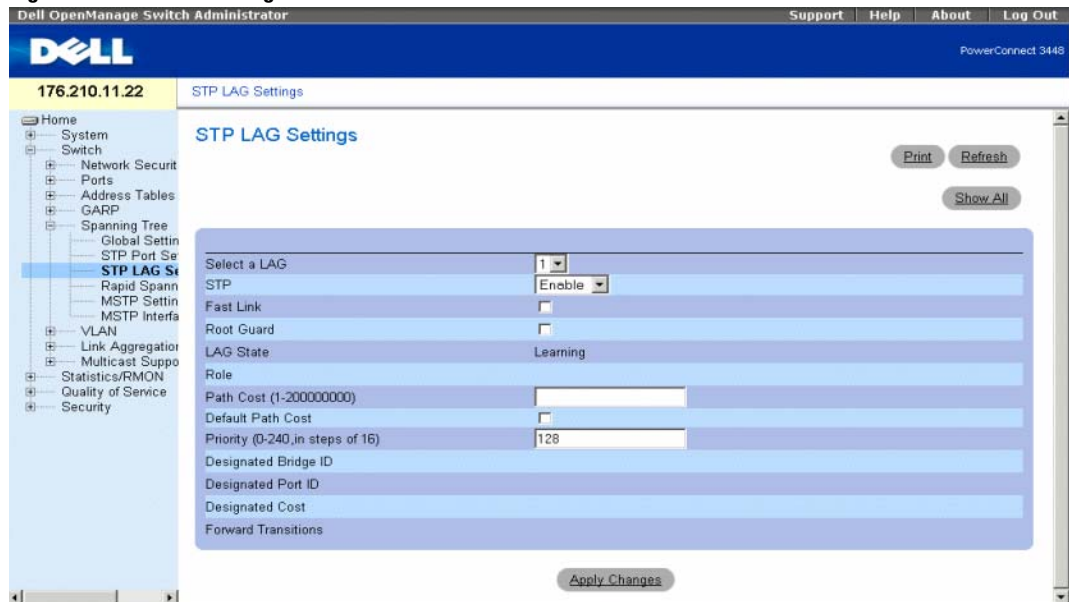 Dell OpenManage Switch Administrator Support Help About Log Out
DELL
PowerConnect 3448
176.210.11.22
STP LAG Settings
Home
System
Switch
Network Securit
Ports
Address Tables
GARP
Spanning Tree
Global Settin
STP Port Se
STP LAG Se
Rapid Spann
MSTP Settin
MSTP Interfa
VLAN
Link Aggregation
Multicast Suppo
Statistics/RMON
Quality of Service
Security
STP LAG Settings
Print Refresh
Show All
Select a LAG 1
STP Enable
Fast Link
Root Guard
LAG State Learning
Role
Path Cost (1-200000000)
Default Path Cost
Priority (0-240,in steps of 16) 128
Designated Bridge ID
Designated Port ID
Designated Cost
Forward Transitions
Apply Changes